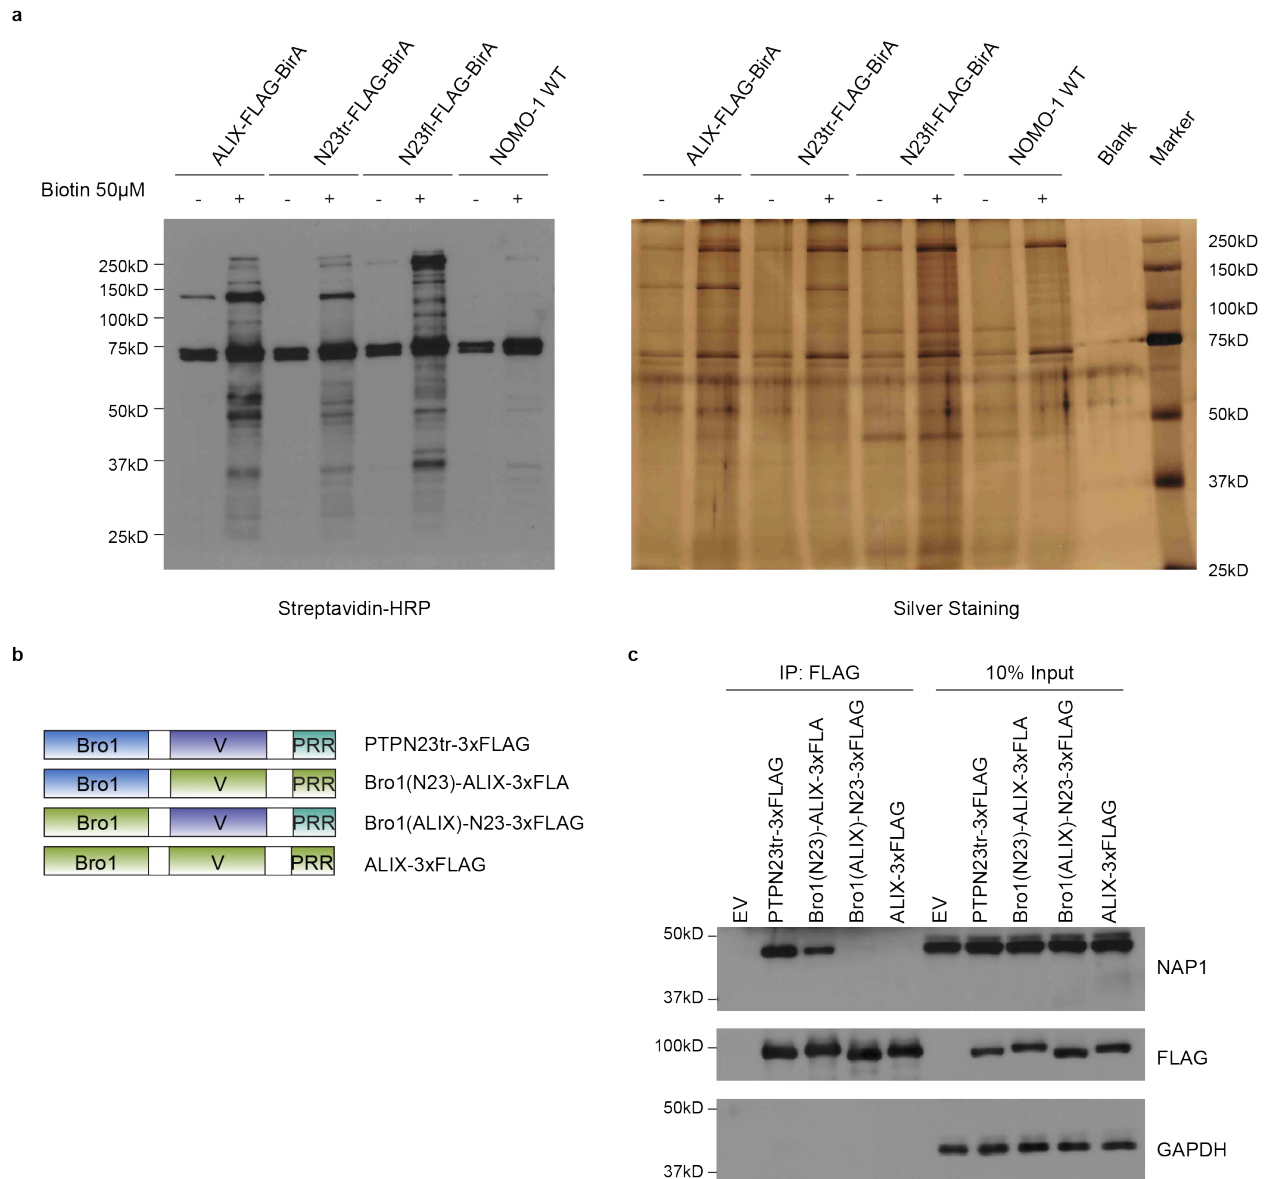 a
ALIX-FLAG-BirA
N23tr-FLAG-BirA
N23fl-FLAG-BirA
NOMO-1 WT
Biotin 50μM
- + - + - + - +
250kD
150kD
100kD
75kD
50kD
37kD
25kD
Streptavidin-HRP
ALIX-FLAG-BirA
N23tr-FLAG-BirA
N23fl-FLAG-BirA
NOMO-1 WT
Blank
Marker
- + - + - + - +
250kD
150kD
100kD
75kD
50kD
37kD
25kD
Silver Staining
b
Bro1 V PRR PTPN23tr-3xFLAG
Bro1 V PRR Bro1(N23)-ALIX-3xFLA
Bro1 V PRR Bro1(ALIX)-N23-3xFLAG
Bro1 V PRR ALIX-3xFLAG
c
IP: FLAG
10% Input
EV
PTPN23tr-3xFLAG
Bro1(N23)-ALIX-3xFLA
Bro1(ALIX)-N23-3xFLAG
ALIX-3xFLAG
EV
PTPN23tr-3xFLAG
Bro1(N23)-ALIX-3xFLA
Bro1(ALIX)-N23-3xFLAG
ALIX-3xFLAG
50kD
37kD
NAP1
100kD
FLAG
50kD
37kD
GAPDH